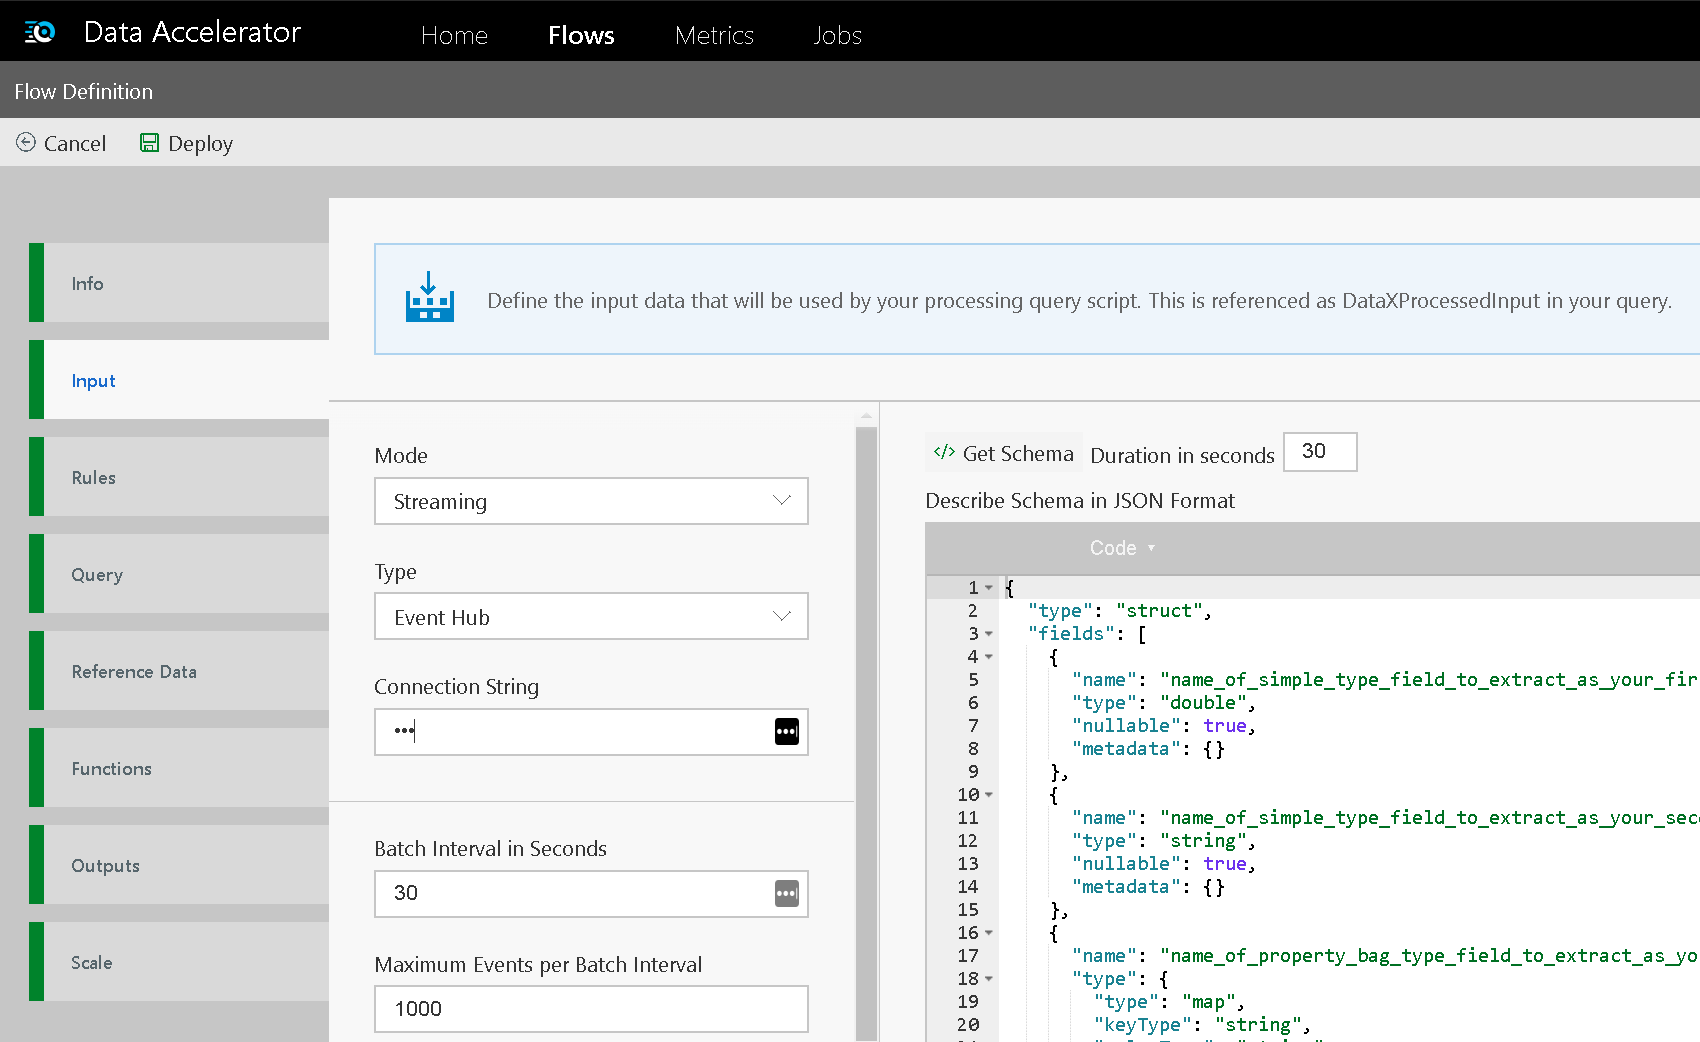 Data Accelerator
Home Flows Metrics Jobs
Flow Definition
Cancel Deploy
Info
Input
Rules
Query
Reference Data
Functions
Outputs
Scale
Define the input data that will be used by your processing query script. This is referenced as DataXProcessedInput in your query.
Mode
Streaming
Type
Event Hub
Connection String
•••
Batch Interval in Seconds
30
Maximum Events per Batch Interval
1000
</> Get Schema Duration in seconds 30
Describe Schema in JSON Format
Code
1 {
2 "type": "struct",
3 "fields": [
4 {
5 "name": "name_of_simple_type_field_to_extract_as_your_fir
6 "type": "double",
7 "nullable": true,
8 "metadata": {}
9 },
10 {
11 "name": "name_of_simple_type_field_to_extract_as_your_sec
12 "type": "string",
13 "nullable": true,
14 "metadata": {}
15 },
16 {
17 "name": "name_of_property_bag_type_field_to_extract_as_yo
18 "type": {
19 "type": "map",
20 "keyType": "string",